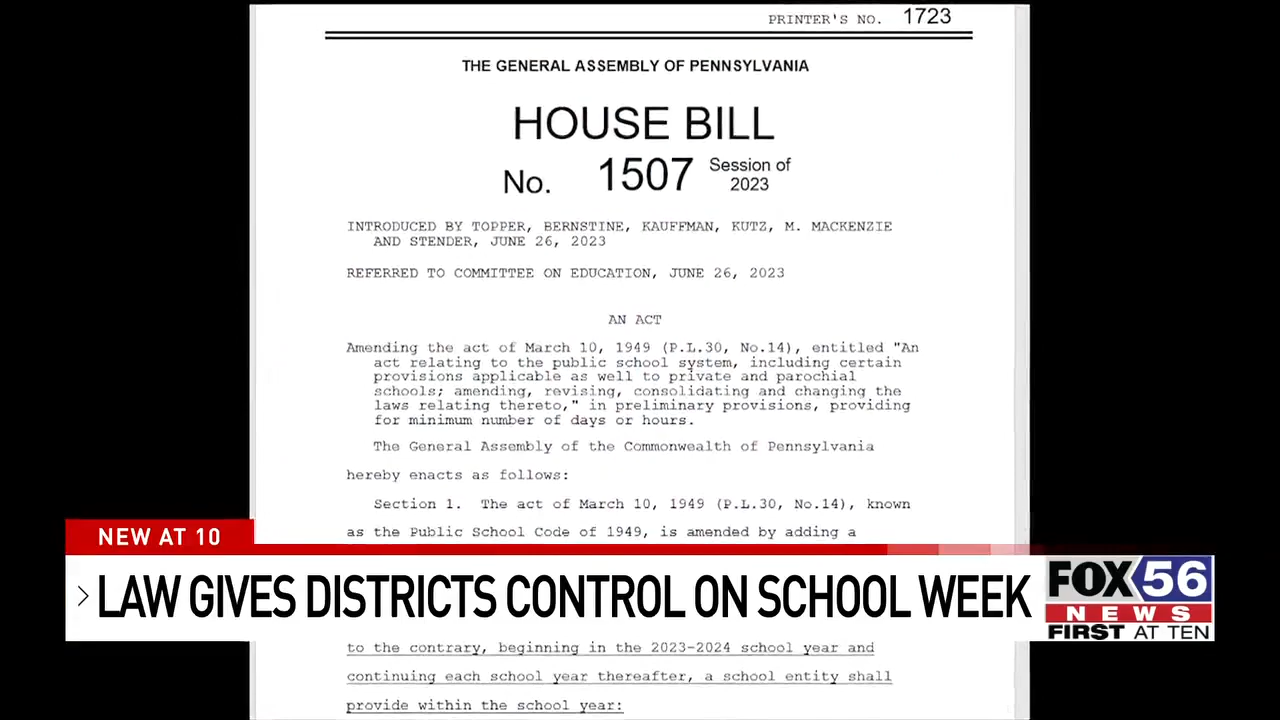 PRINTER'S NO. 1723
THE GENERAL ASSEMBLY OF PENNSYLVANIA
HOUSE BILL
No. 1507 Session of
2023
INTRODUCED BY TOPPER, BERNSTINE, KAUFFMAN, KUTZ, M. MACKENZIE
AND STENDER, JUNE 26, 2023
REFERRED TO COMMITTEE ON EDUCATION, JUNE 26, 2023
AN ACT
Amending the act of March 10, 1949 (P.L.30, No.14), entitled "An
act relating to the public school system, including certain
provisions applicable as well to private and parochial
schools; amending, revising, consolidating and changing the
laws relating thereto," in preliminary provisions, providing
for minimum number of days or hours.
The General Assembly of the Commonwealth of Pennsylvania
hereby enacts as follows:
Section 1. The act of March 10, 1949 (P.L.30, No.14), known
as the Public School Code of 1949, is amended by adding a
NEW AT 10
LAW GIVES DISTRICTS CONTROL ON SCHOOL WEEK
FOX 56
NEWS
FIRST AT TEN
to the contrary, beginning in the 2023-2024 school year and
continuing each school year thereafter, a school entity shall
provide within the school year: